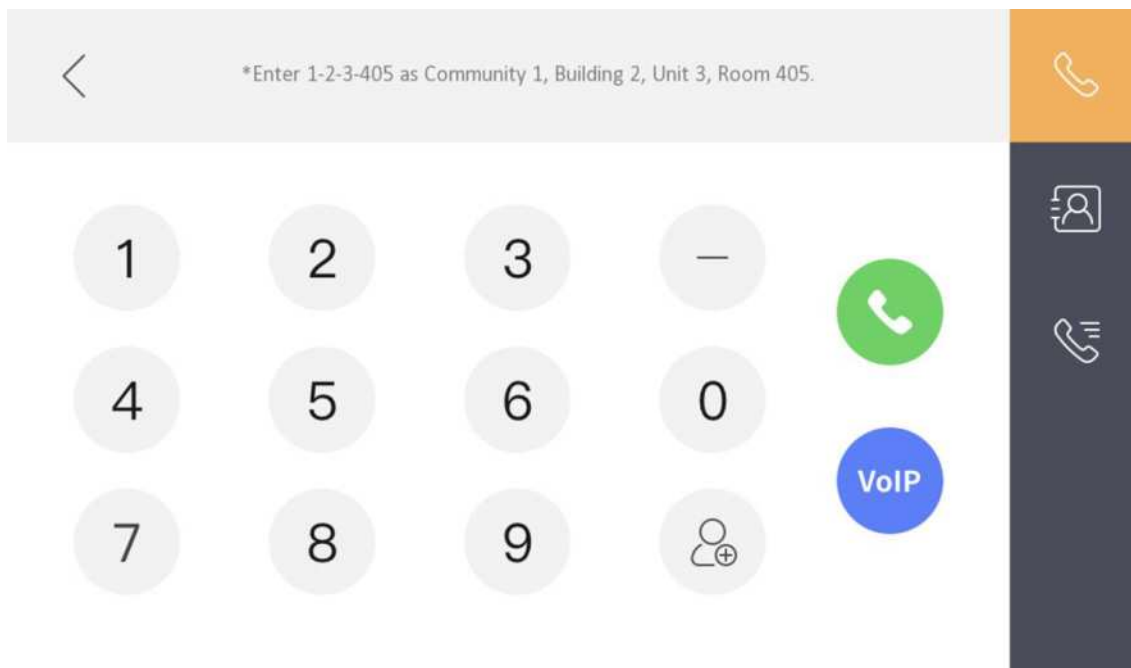 *Enter 1-2-3-405 as Community 1, Building 2, Unit 3, Room 405.
1 2 3 —
4 5 6 0
VoIP
7 8 9